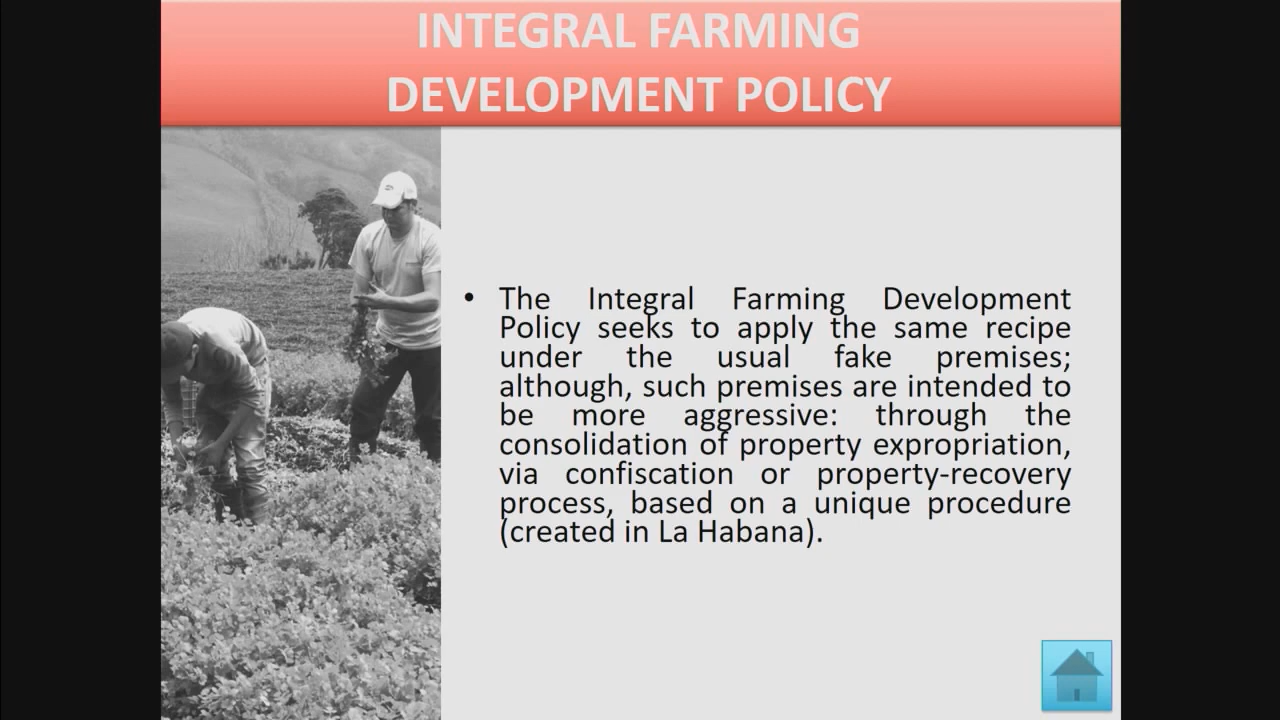 INTEGRAL FARMING
DEVELOPMENT POLICY
• The Integral Farming Development
Policy seeks to apply the same recipe
under the usual fake premises;
although, such premises are intended to
be more aggressive: through the
consolidation of property expropriation,
via confiscation or property-recovery
process, based on a unique procedure
(created in La Habana).